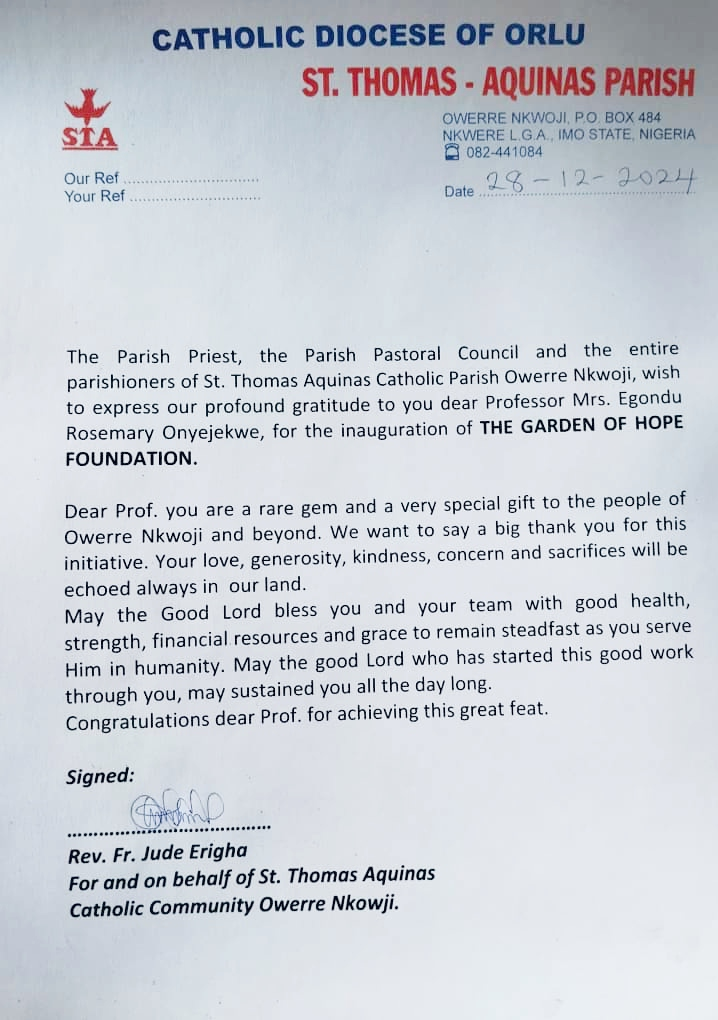 CATHOLIC DIOCESE OF ORLU
ST. THOMAS - AQUINAS PARISH
STA
OWERRE NKWOJI, P.O. BOX 484
NKWERE L.G.A., IMO STATE, NIGERIA
082-441084
Our Ref ................................
Your Ref ...............................
Date 28-12-2024
The Parish Priest, the Parish Pastoral Council and the entire
parishioners of St. Thomas Aquinas Catholic Parish Owerre Nkwoji, wish
to express our profound gratitude to you dear Professor Mrs. Egondu
Rosemary Onyejekwe, for the inauguration of THE GARDEN OF HOPE
FOUNDATION.
Dear Prof. you are a rare gem and a very special gift to the people of
Owerre Nkwoji and beyond. We want to say a big thank you for this
initiative. Your love, generosity, kindness, concern and sacrifices will be
echoed always in our land.
May the Good Lord bless you and your team with good health,
strength, financial resources and grace to remain steadfast as you serve
Him in humanity. May the good Lord who has started this good work
through you, may sustained you all the day long.
Congratulations dear Prof. for achieving this great feat.
Signed:
Rev. Fr. Jude Erigha
For and on behalf of St. Thomas Aquinas
Catholic Community Owerre Nkowji.